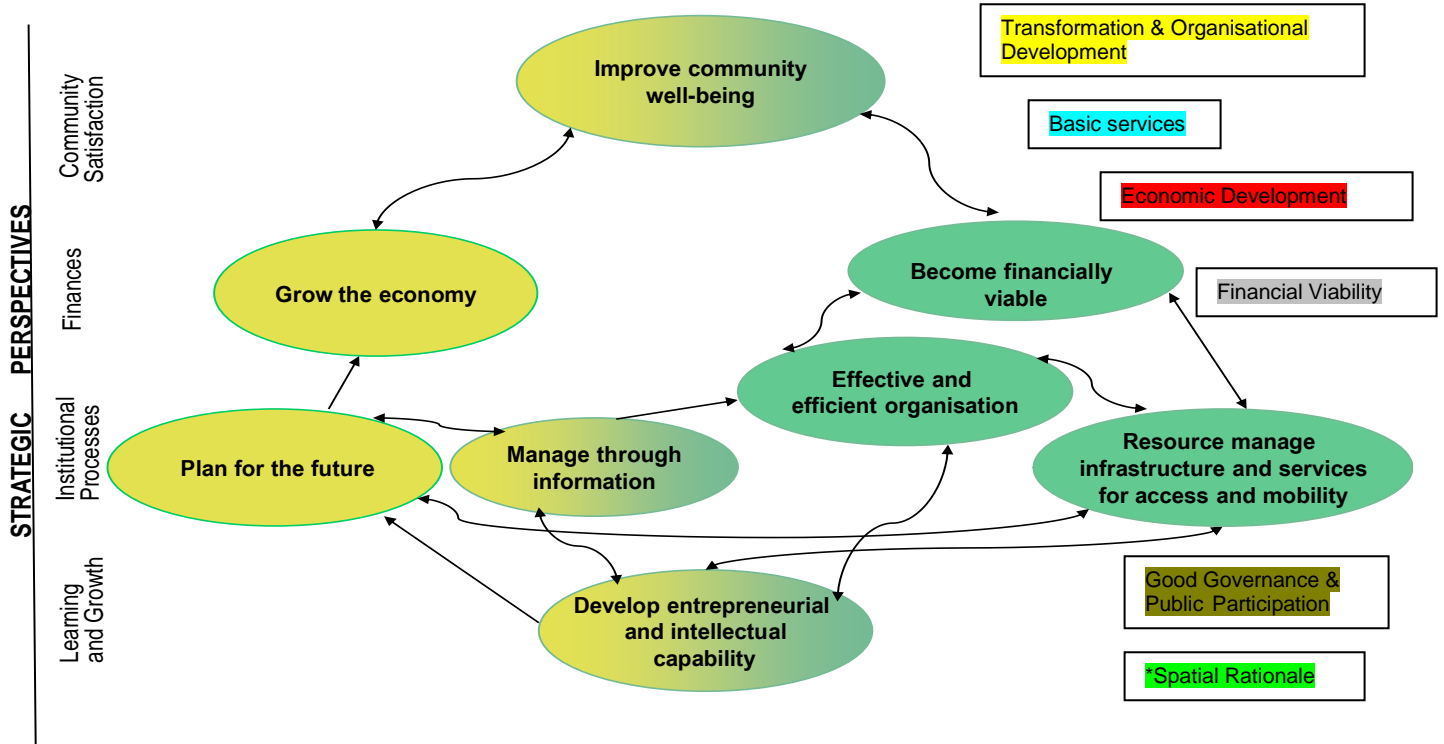 Transformation & Organisational
Development
Improve community
well-being
Basic services
Economic Development
Community
Satisfaction
STRATEGIC PERSPECTIVES
Finances
Grow the economy
Become financially
viable
Financial Viability
Effective and
efficient organisation
Institutional
Processes
Plan for the future
Manage through
information
Resource manage
infrastructure and services
for access and mobility
Learning
and Growth
Develop entrepreneurial
and intellectual
capability
Good Governance &
Public Participation
*Spatial Rationale